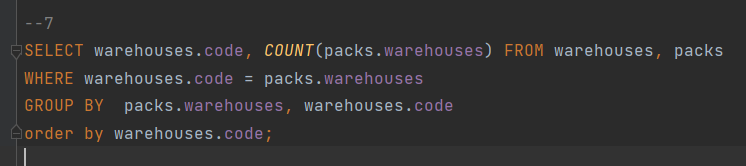 --7
SELECT warehouses.code, COUNT(packs.warehouses) FROM warehouses, packs
WHERE warehouses.code = packs.warehouses
GROUP BY  packs.warehouses, warehouses.code
order by warehouses.code;